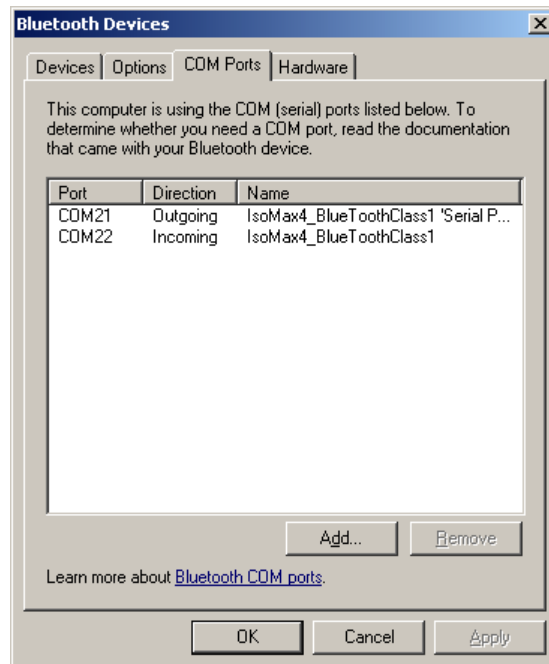 Bluetooth Devices
Devices Options COM Ports Hardware
This computer is using the COM (serial) ports listed below. To
determine whether you need a COM port, read the documentation
that came with your Bluetooth device.
Port Direction Name
COM21 Outgoing IsoMax4_BlueToothClass1 'Serial P...
COM22 Incoming IsoMax4_BlueToothClass1
Add... Remove
Learn more about Bluetooth COM ports.
OK Cancel Apply